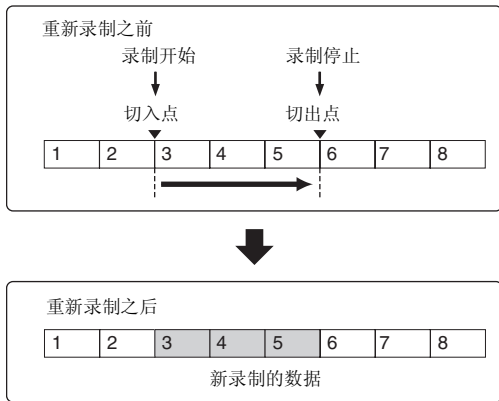 重新录制之前
录制开始 录制停止
切入点 切出点
1 2 3 4 5 6 7 8
重新录制之后
1 2 3 4 5 6 7 8
新录制的数据